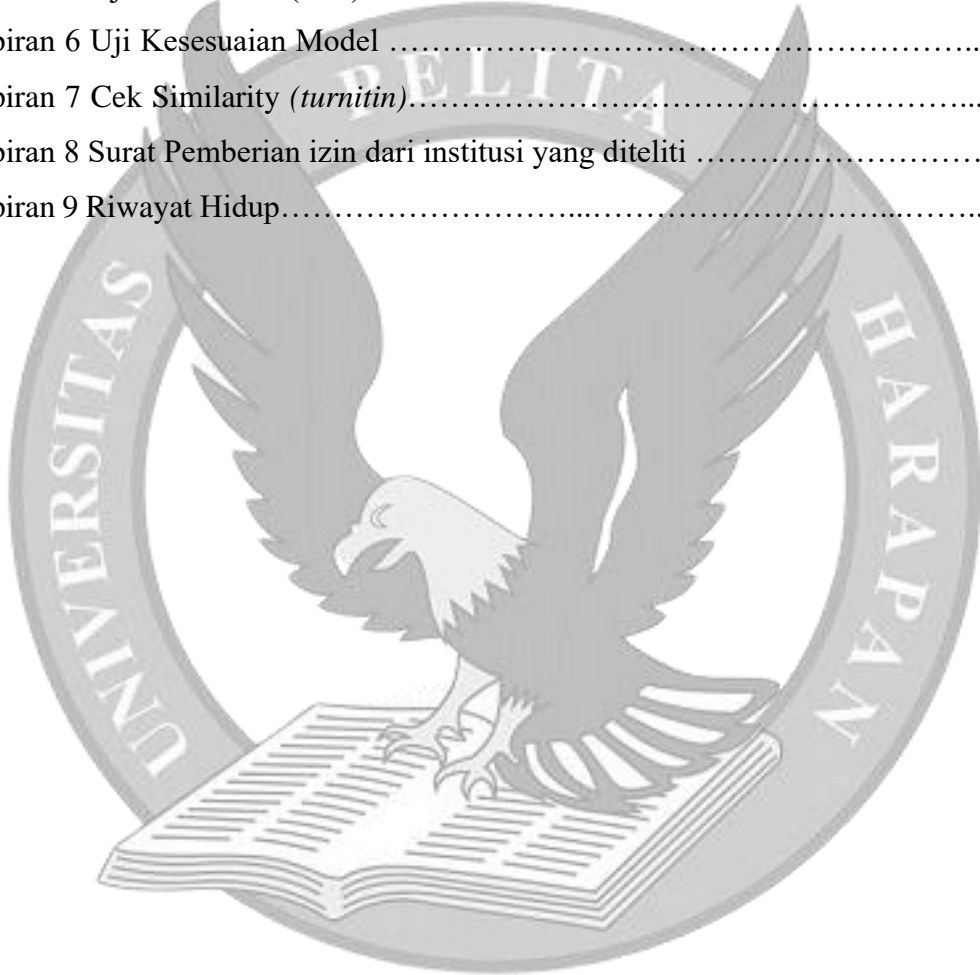 piran 6 Uji Kesesuaian Model ……………………………………………………..
piran 7 Cek Similarity (turnitin)…………………………………………………...
piran 8 Surat Pemberian izin dari institusi yang diteliti ………………………
piran 9 Riwayat Hidup………………………...………………………...……..
UNIVERSITAS PELITA HARAPAN